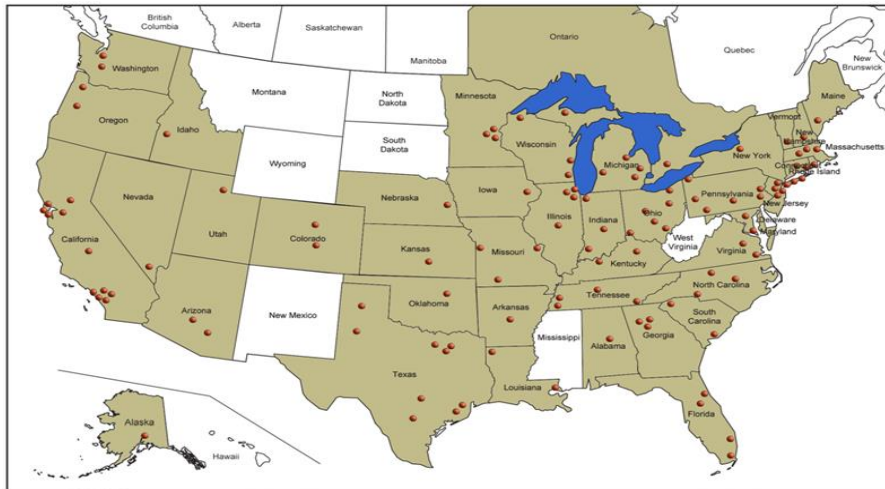 British
Columbia
Alberta
Saskatchewan
Manitoba
Ontario
Quebec
New
Brunswick
Washington
Montana
North
Dakota
Minnesota
Maine
Vermont
New
Hampshire
Massachusetts
Oregon
Idaho
South
Dakota
Wisconsin
Michigan
New York
Connecticut
Rhode Island
Wyoming
Nevada
Nebraska
Iowa
Pennsylvania
New Jersey
Illinois
Indiana
Ohio
Delaware
Maryland
California
Utah
Colorado
Kansas
Missouri
West
Virginia
Virginia
Kentucky
North Carolina
Tennessee
Arizona
New Mexico
Oklahoma
Arkansas
South
Carolina
Mississippi
Alabama
Georgia
Texas
Louisiana
Florida
Alaska
Hawaii